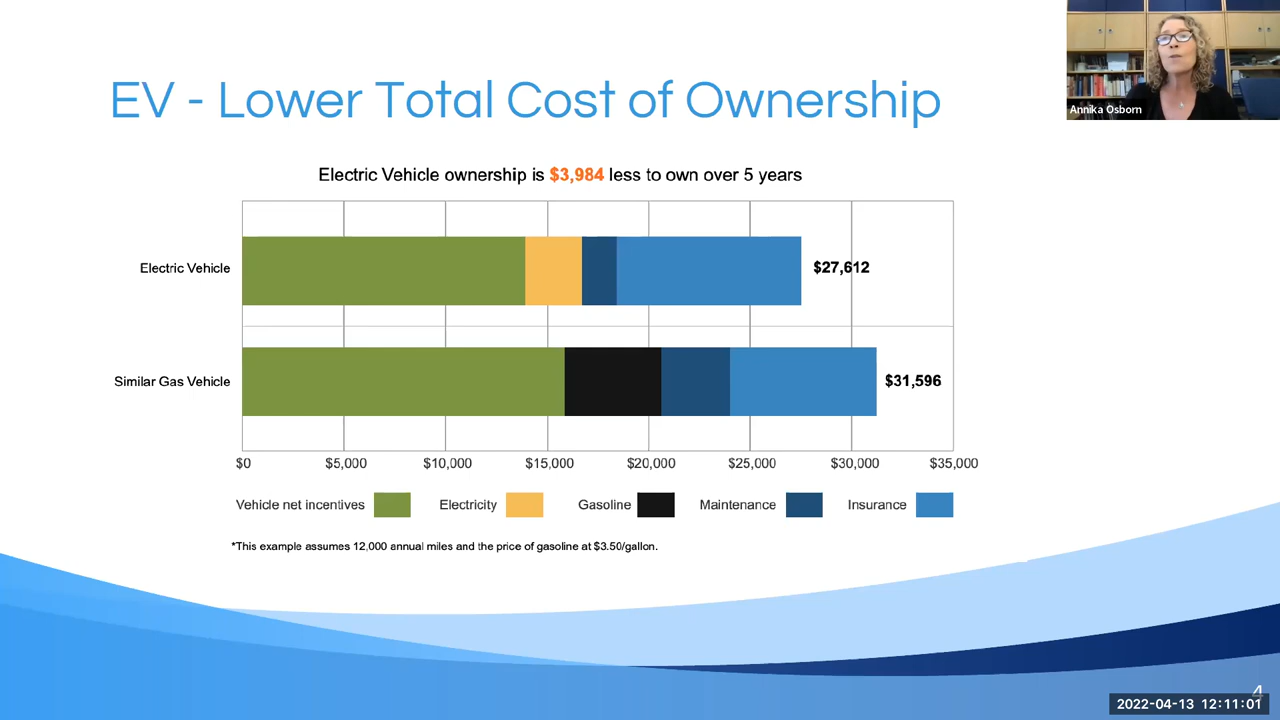 EV - Lower Total Cost of Ownership
Annika Osborn
Electric Vehicle ownership is $3,984 less to own over 5 years
Electric Vehicle
$27,612
Similar Gas Vehicle
$31,596
$0 $5,000 $10,000 $15,000 $20,000 $25,000 $30,000 $35,000
Vehicle net incentives Electricity Gasoline Maintenance Insurance
*This example assumes 12,000 annual miles and the price of gasoline at $3.50/gallon.
4
2022-04-13 12:11:01